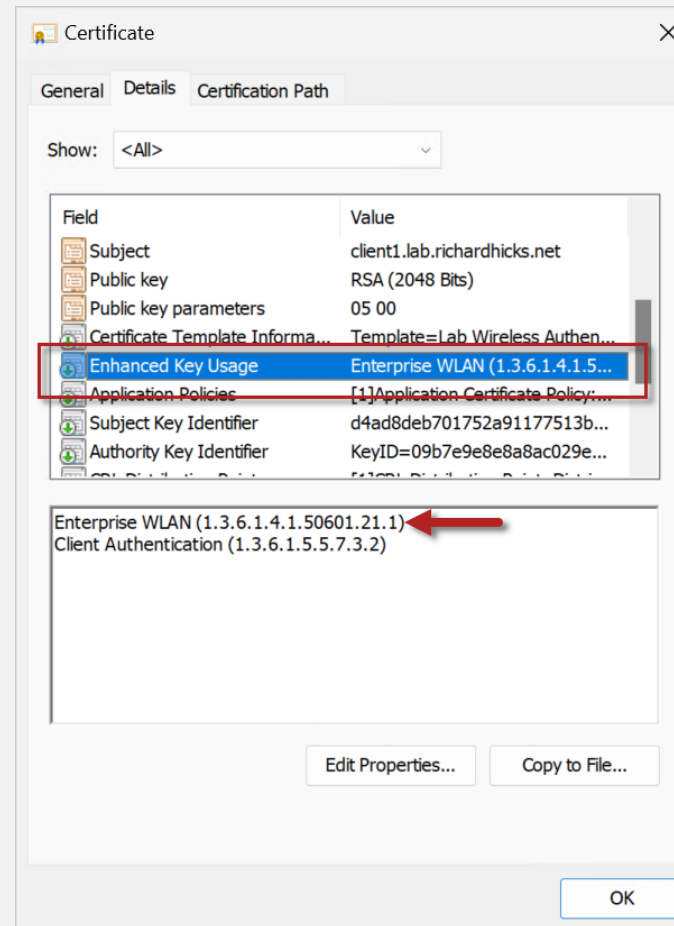 Certificate
General Details Certification Path
Show: <All>
Field Value
Subject client1.lab.richardhicks.net
Public key RSA (2048 Bits)
Public key parameters 05 00
Certificate Template Informa... Template=Lab Wireless Authen...
Enhanced Key Usage Enterprise WLAN (1.3.6.1.4.1.5...
Application Policies [1]Application Certificate Policy:...
Subject Key Identifier d4ad8deb701752a91177513b...
Authority Key Identifier KeyID=09b7e9e8e8a8ac029e...
Enterprise WLAN (1.3.6.1.4.1.50601.21.1)
Client Authentication (1.3.6.1.5.5.7.3.2)
Edit Properties... Copy to File...
OK